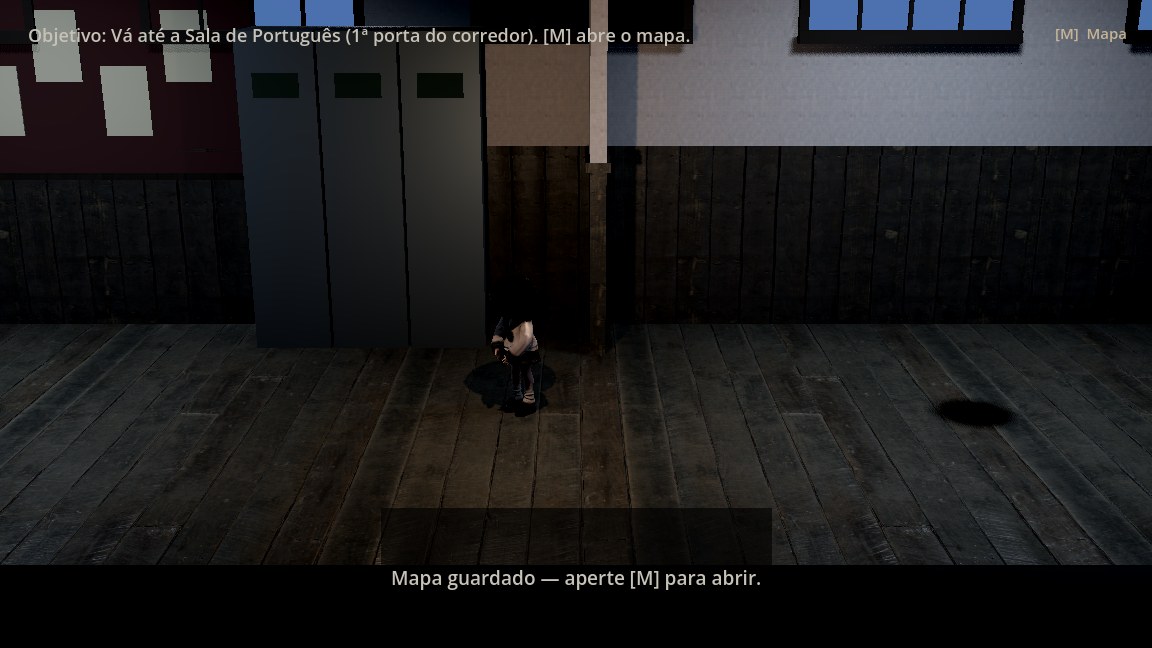 Objetivo: Vá até a Sala de Português (1ª porta do corredor). [M] abre o mapa.
[M] Mapa
Mapa guardado — aperte [M] para abrir.